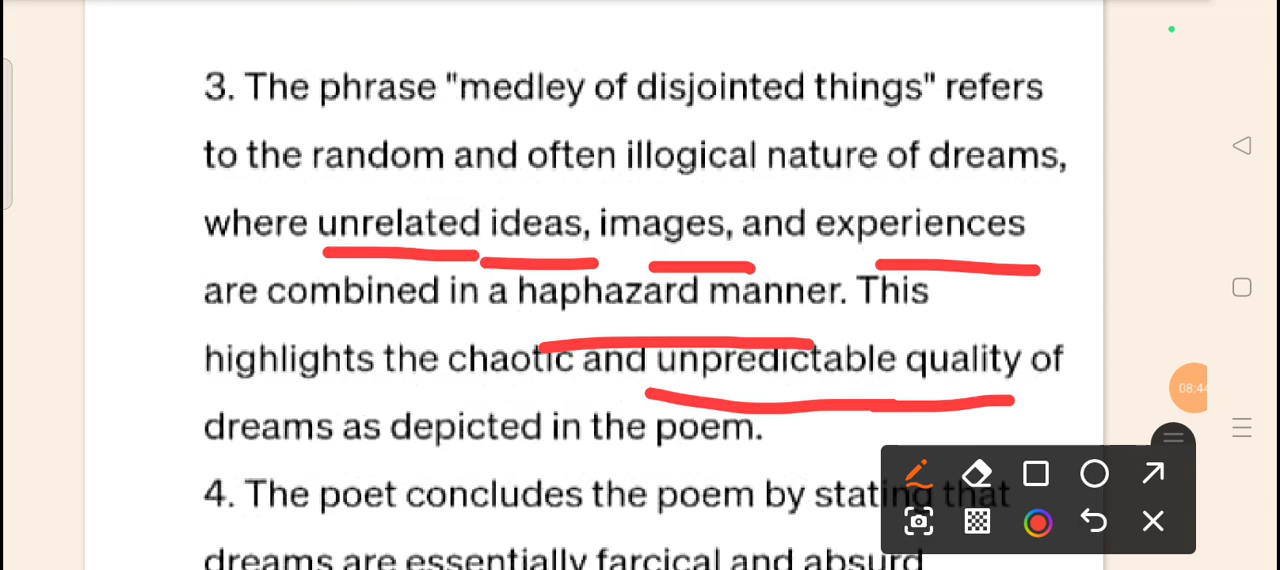 3. The phrase "medley of disjointed things" refers
to the random and often illogical nature of dreams,
where unrelated ideas, images, and experiences
are combined in a haphazard manner. This
highlights the chaotic and unpredictable quality of
dreams as depicted in the poem.
4. The poet concludes the poem by stating that
dreams are essentially farcical and absurd
08:44